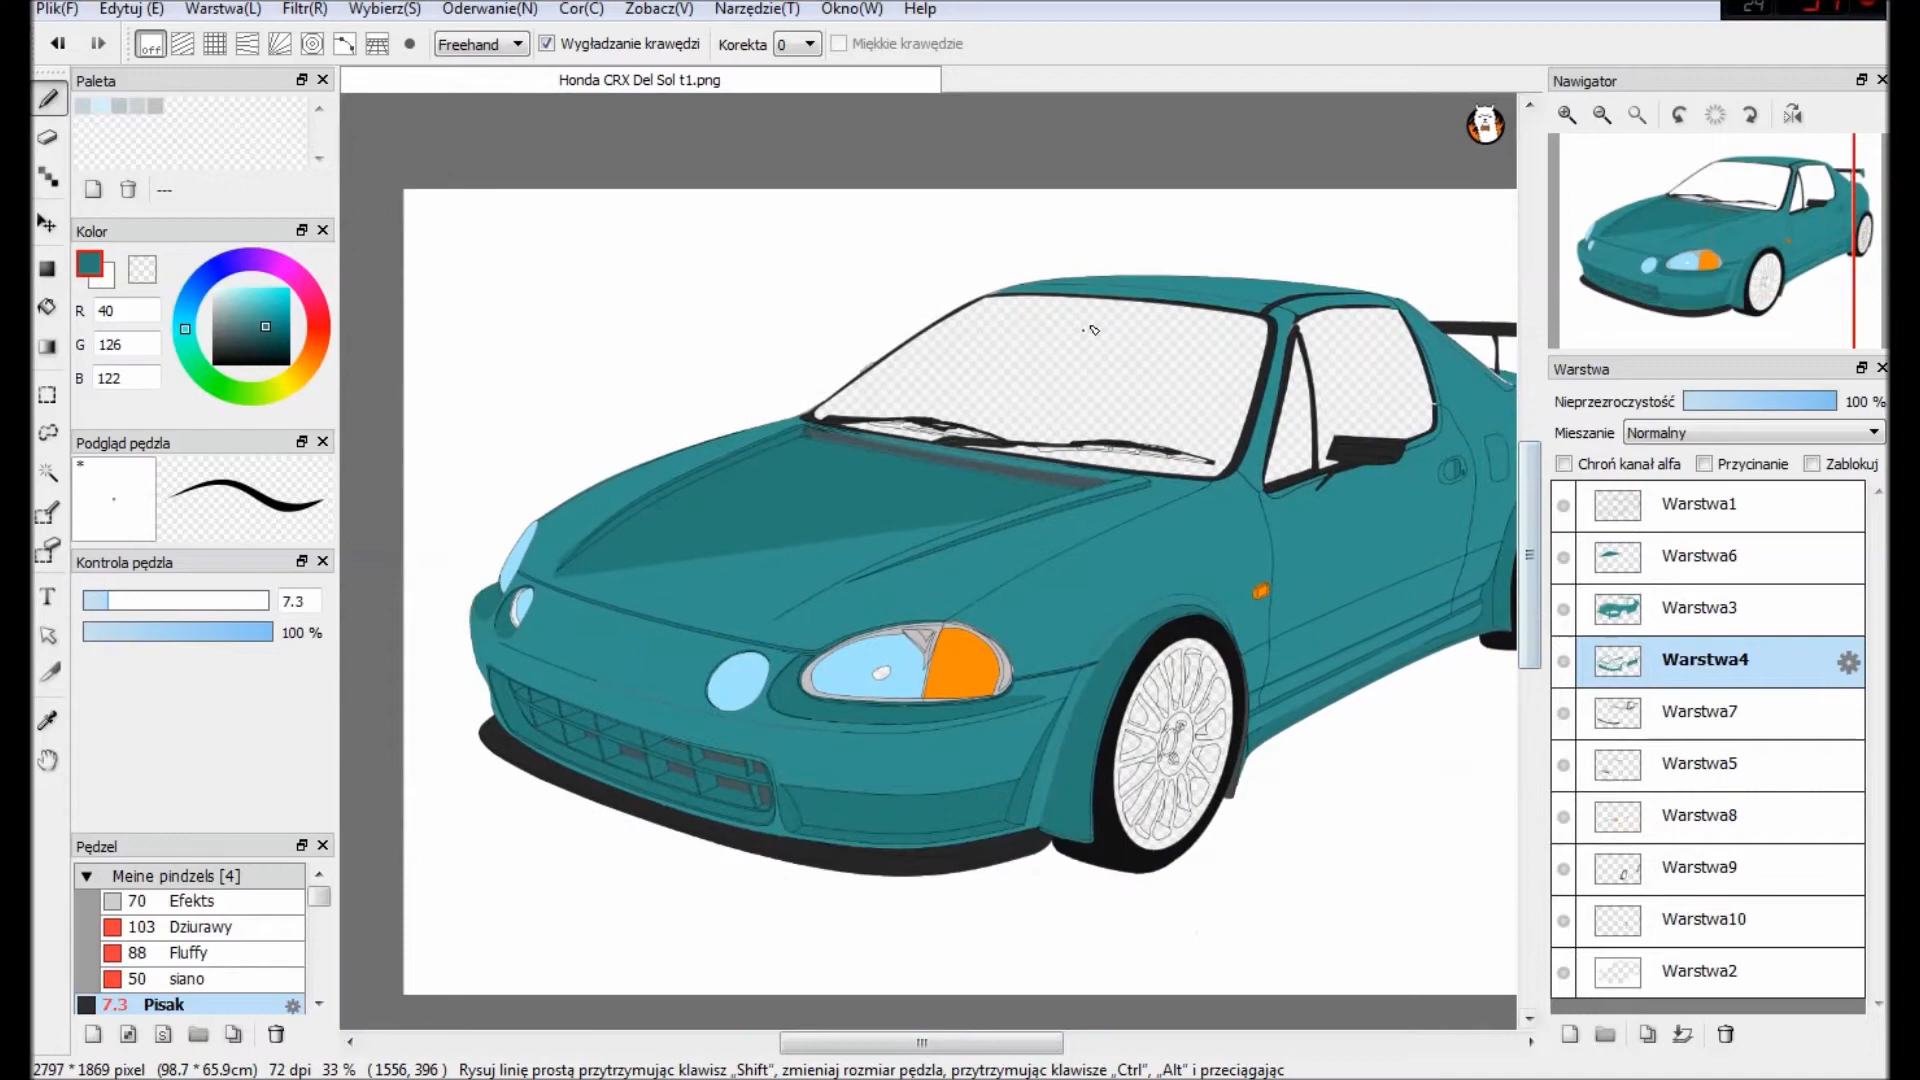 Plik(F) Edytuj (E) Warstwa(L) Filtr(R) Wybierz(S) Oderwanie(N) Cor(C) Zobacz(V) Narzędzie(T) Okno(W) Help
off Freehand Wygładzanie krawędzi Korekta 0 Miękkie krawędzie
Paleta
Honda CRX Del Sol t1.png
Nawigator
---
Kolor
R 40
G 126
B 122
Warstwa
Nieprzezroczystość 100 %
Mieszanie Normalny
Chroń kanał alfa Przycinanie Zablokuj
Podgląd pędzla
*
Warstwa1
Warstwa6
Kontrola pędzla
7.3
100 %
Warstwa3
Warstwa4
Warstwa7
Warstwa5
Warstwa8
Pędzel
Meine pindzels [4]
70 Efekts
103 Dziurawy
88 Fluffy
50 siano
7.3 Pisak
Warstwa9
Warstwa10
Warstwa2
S
T
2797 * 1869 pixel (98.7 * 65.9cm) 72 dpi 33 % (1556, 396) Rysuj linię prostą przytrzymując klawisz „Shift", zmieniaj rozmiar pędzla, przytrzymując klawisze „Ctrl", „Alt" i przeciągając